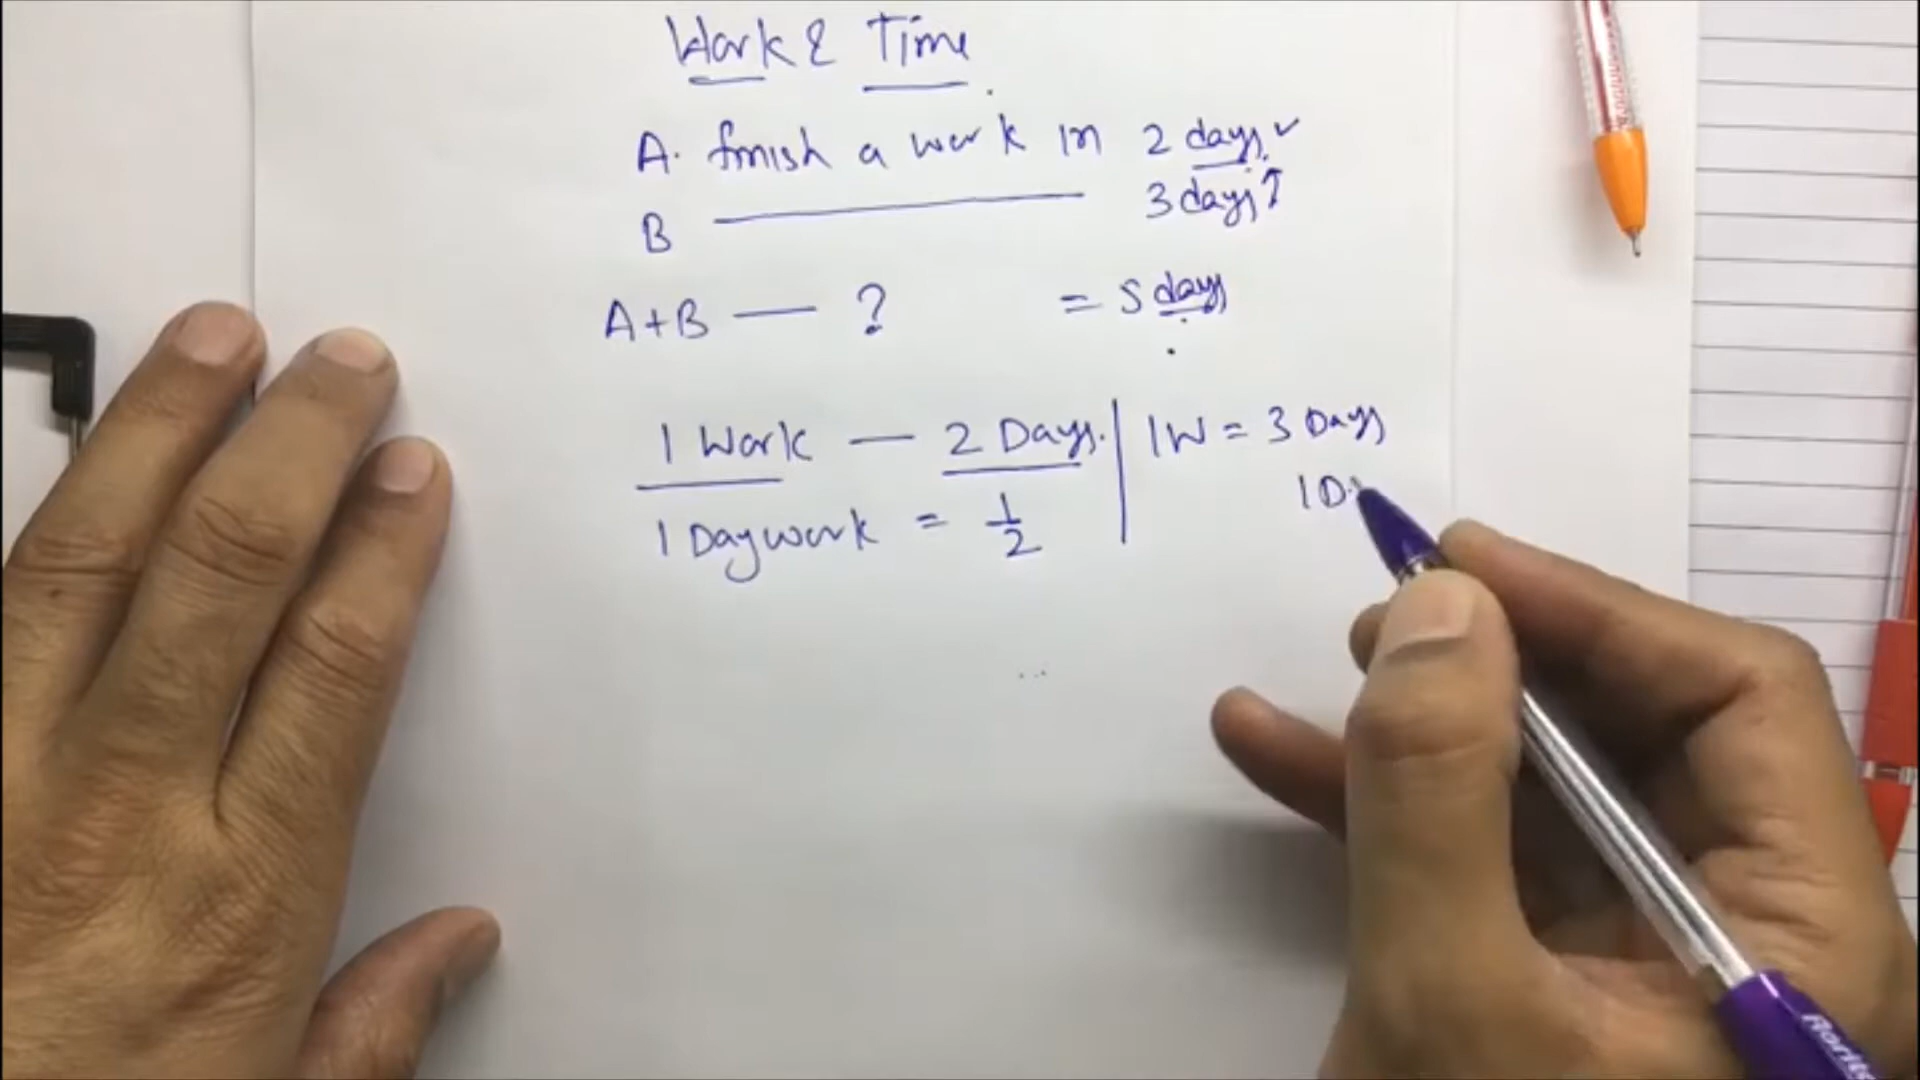 Work & Time
A. finish a work in 2 days ✓
B — 3 days ↑
A+B — ? = 5 days
1 Work — 2 Days. | 1W = 3 Days
1 D
1 Day work = 1/2